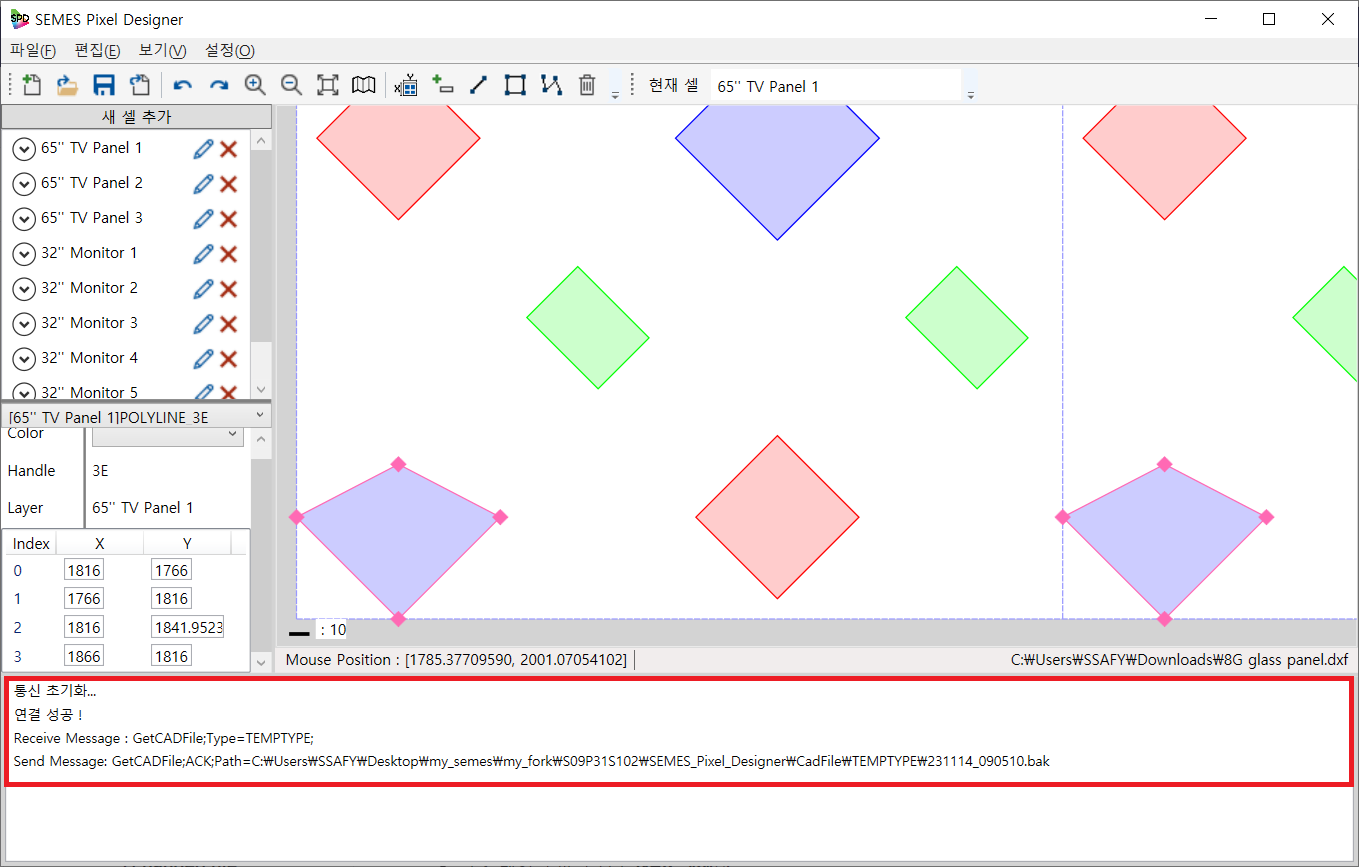 SPD SEMES Pixel Designer
파일(F) 편집(E) 보기(V) 설정(O)
현재 셀 65'' TV Panel 1
새 셀 추가
65'' TV Panel 1
65'' TV Panel 2
65'' TV Panel 3
32'' Monitor 1
32'' Monitor 2
32'' Monitor 3
32'' Monitor 4
32'' Monitor 5
[65'' TV Panel 1]POLYLINE_3E
Color
Handle 3E
Layer 65'' TV Panel 1
Index X Y
0 1816 1766
1 1766 1816
2 1816 1841.9523
3 1866 1816
: 10
Mouse Position : [1785.37709590, 2001.07054102]
C:₩Users₩SSAFY₩Downloads₩8G glass panel.dxf
통신 초기화...
연결 성공 !
Receive Message : GetCADFile;Type=TEMPTYPE;
Send Message: GetCADFile;ACK;Path=C:₩Users₩SSAFY₩Desktop₩my_semes₩my_fork₩S09P31S102₩SEMES_Pixel_Designer₩CadFile₩TEMPTYPE₩231114_090510.bak